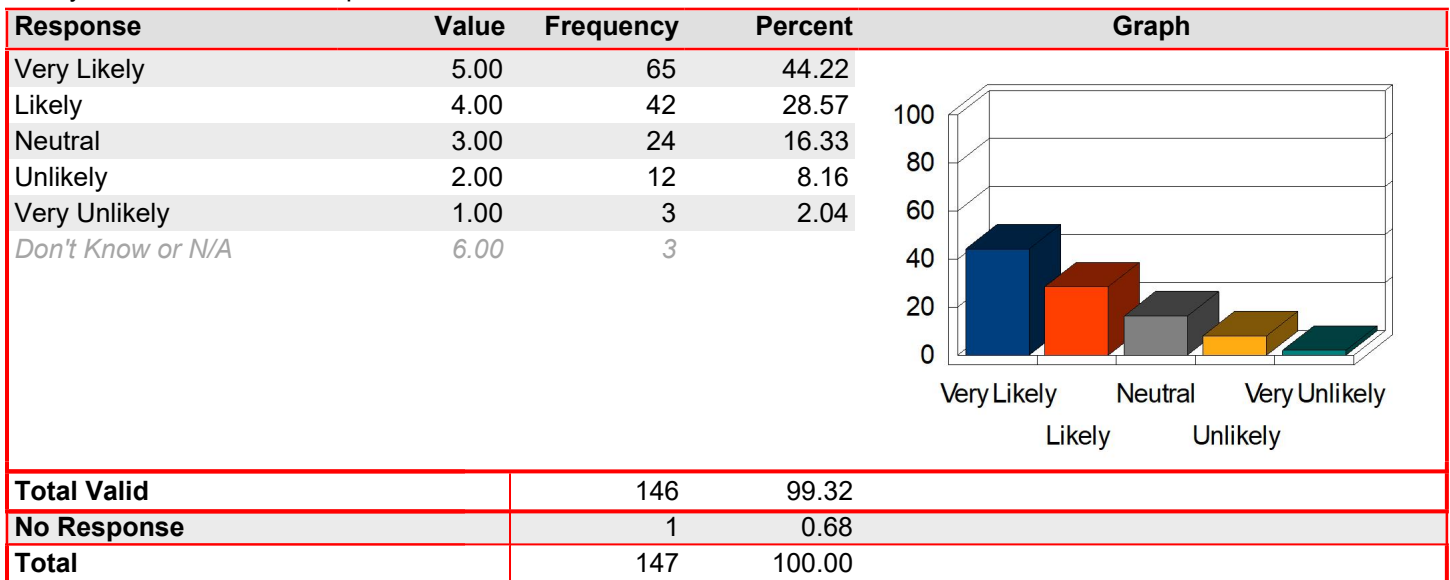 Response Value Frequency Percent Graph
Very Likely 5.00 65 44.22
Likely 4.00 42 28.57
Neutral 3.00 24 16.33
Unlikely 2.00 12 8.16
Very Unlikely 1.00 3 2.04
Don't Know or N/A 6.00 3
100
80
60
40
20
0
Very Likely Neutral Very Unlikely
Likely Unlikely
Total Valid 146 99.32
No Response 1 0.68
Total 147 100.00